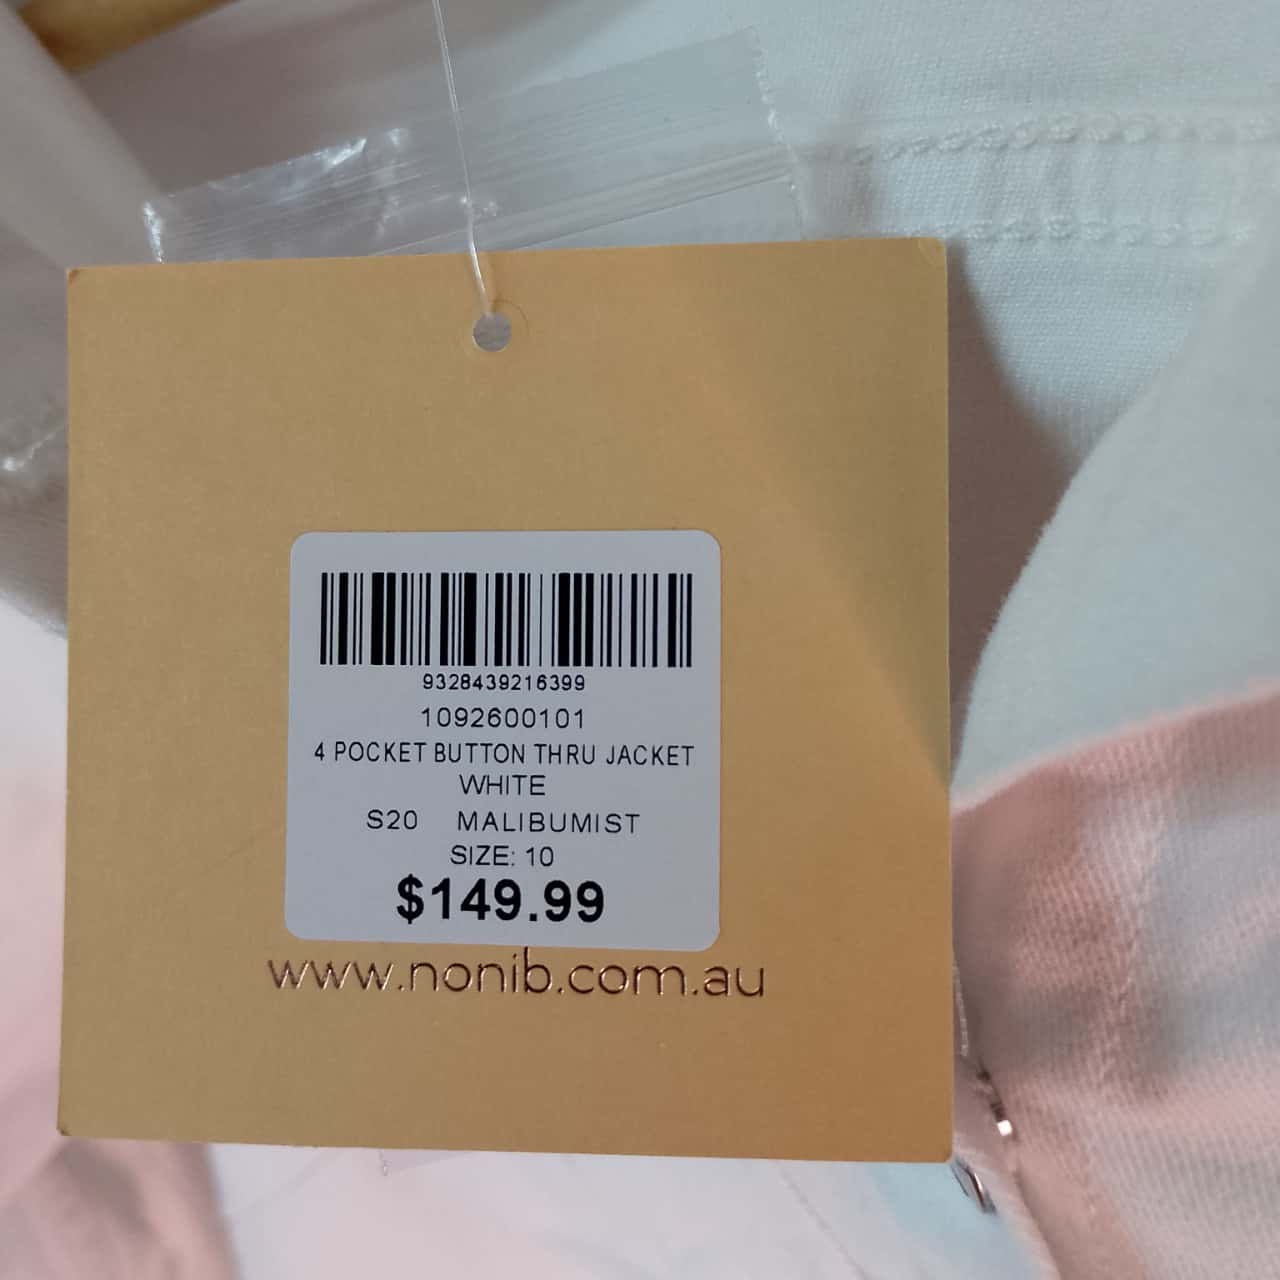 9328439216399
1092600101
4 POCKET BUTTON THRU JACKET
WHITE
S20 MALIBUMIST
SIZE: 10
$149.99
www.nonib.com.au